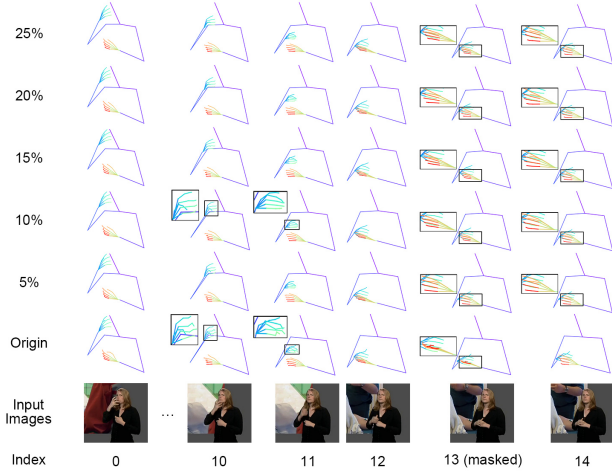 25%
20%
15%
10%
5%
Origin
Input
Images
...
Index 0 10 11 12 13 (masked) 14